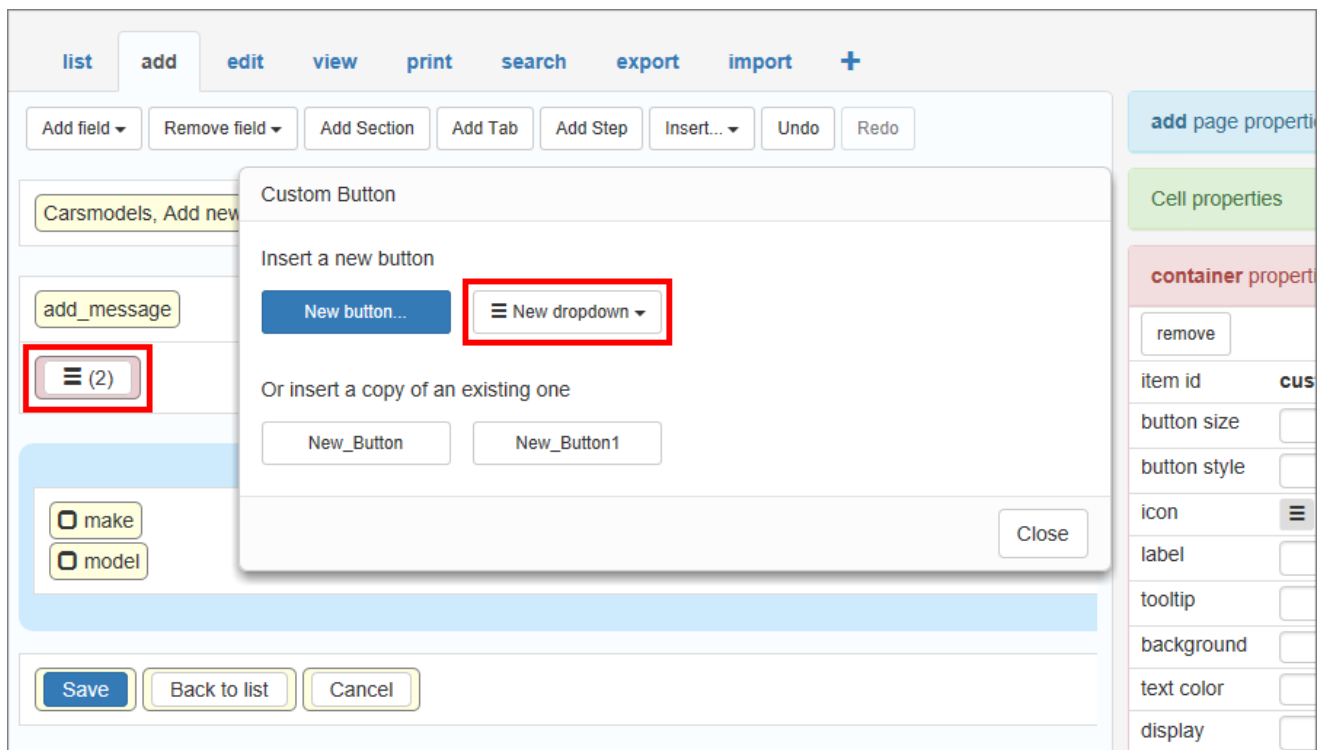 list add edit view print search export import +
Add field Remove field Add Section Add Tab Add Step Insert... Undo Redo
Carsmodels, Add new
add_message
(2)
make
model
Save Back to list Cancel
Custom Button
Insert a new button
New button... New dropdown
Or insert a copy of an existing one
New_Button New_Button1
Close
add page
Cell properties
container
remove
item id
button size
button style
icon
label
tooltip
background
text color
display